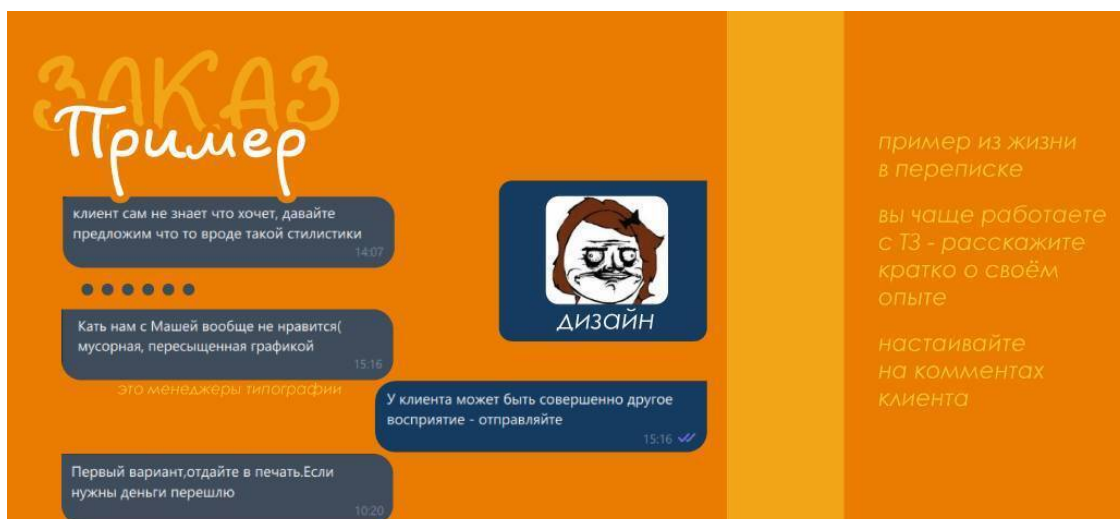 ЗАКАЗ
Пример
клиент сам не знает что хочет, давайте
предложим что то вроде такой стилистики
14:07
дизайн
Кать нам с Машей вообще не нравится(
мусорная, пересыщенная графикой
15:16
это менеджеры типографии
У клиента может быть совершенно другое
восприятие - отправляйте
15:16
Первый вариант,отдайте в печать.Если
нужны деньги перешлю
10:20
пример из жизни
в переписке
вы чаще работаете
с ТЗ - расскажите
кратко о своём
опыте
настаивайте
на комментах
клиента